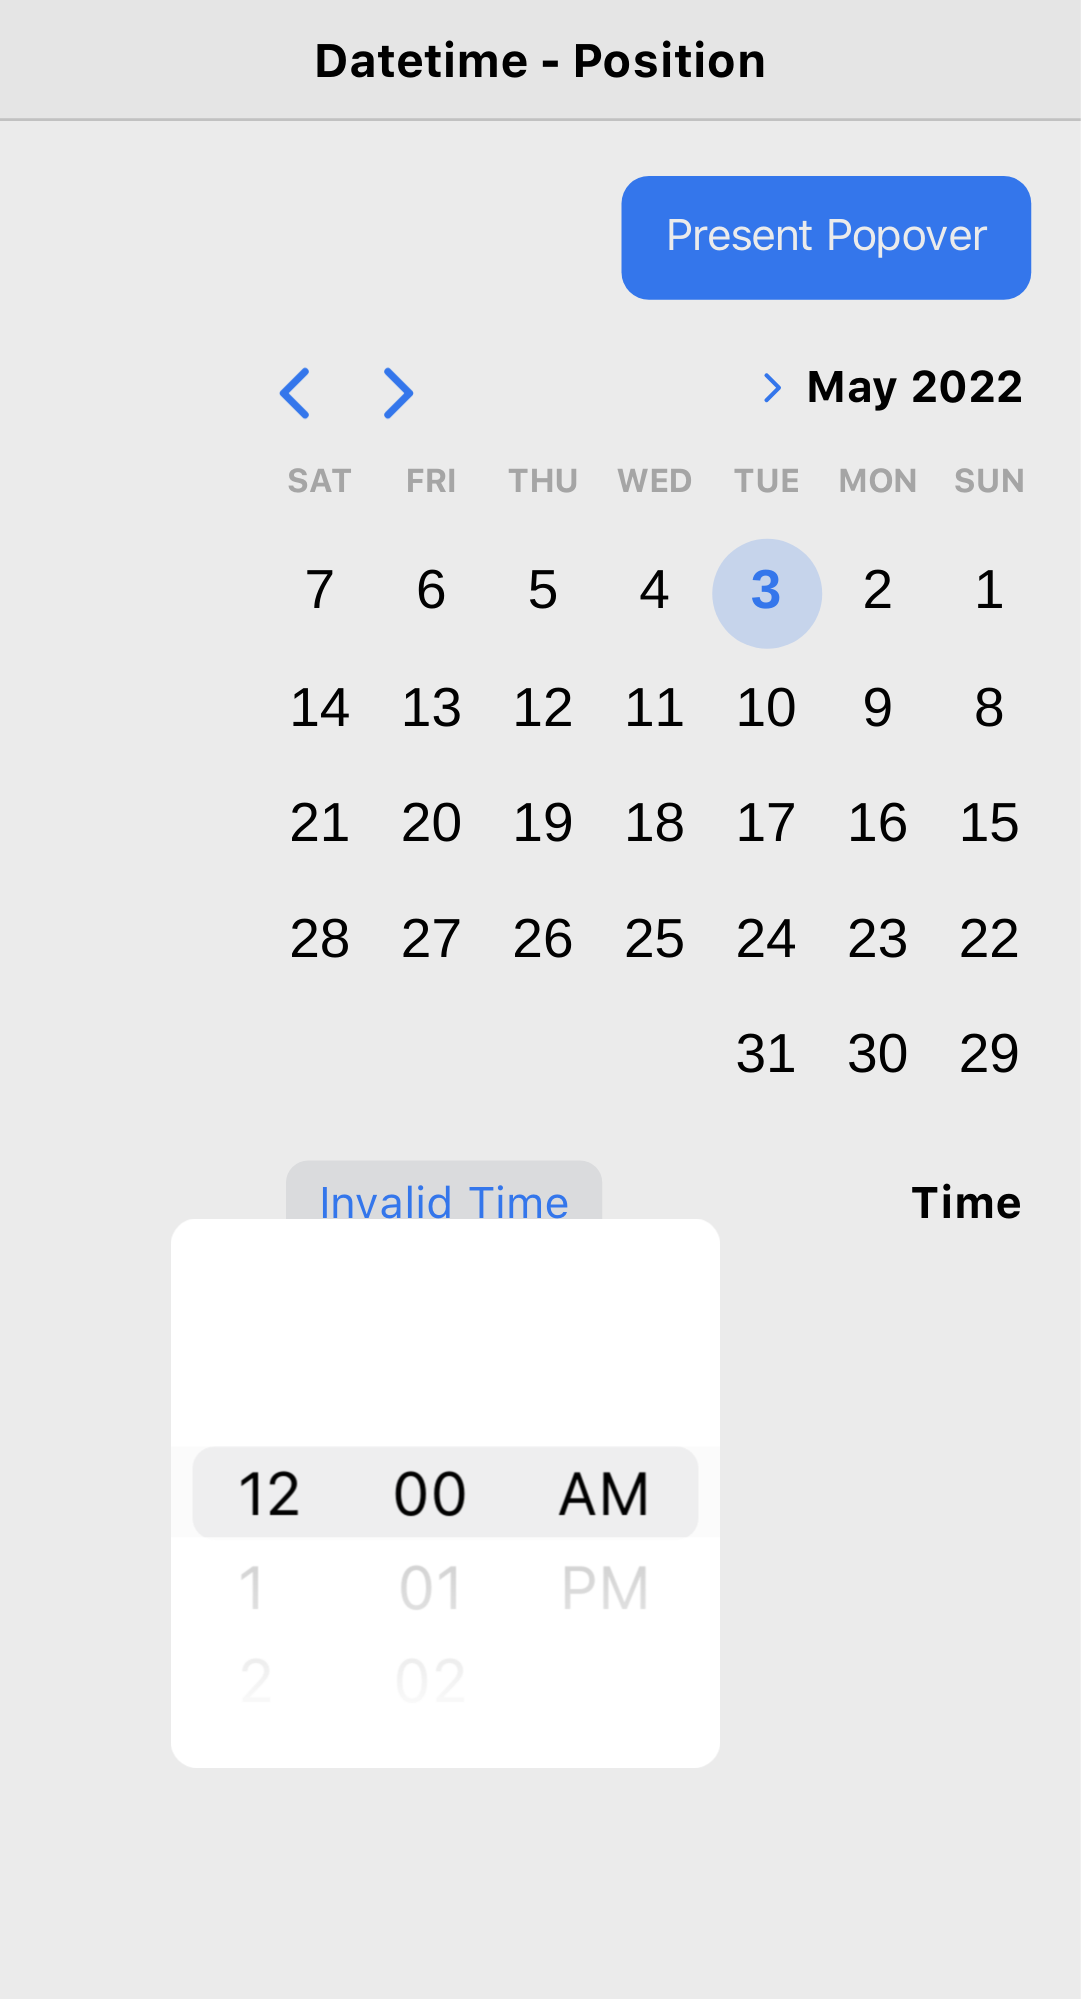 Datetime - Position
Present Popover
May 2022
SAT FRI THU WED TUE MON SUN
7 6 5 4 3 2 1
14 13 12 11 10 9 8
21 20 19 18 17 16 15
28 27 26 25 24 23 22
31 30 29
Invalid Time Time
12 00 AM
1 01 PM
2 02